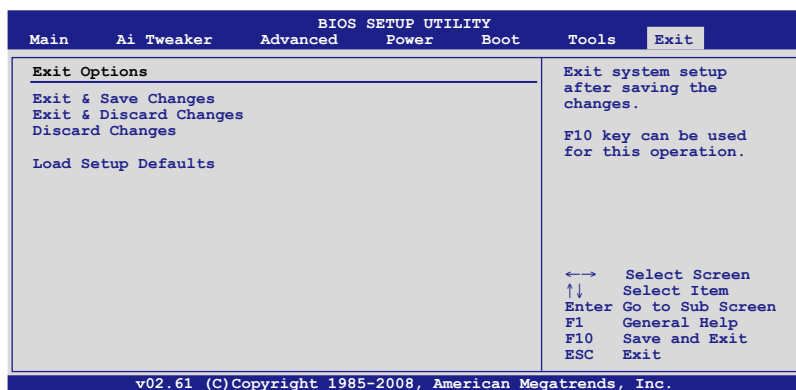 BIOS SETUP UTILITY
Main Ai Tweaker Advanced Power Boot Tools Exit
Exit Options
Exit & Save Changes
Exit & Discard Changes
Discard Changes
Load Setup Defaults
Exit system setup
after saving the
changes.
F10 key can be used
for this operation.
←→ Select Screen
↑↓ Select Item
Enter Go to Sub Screen
F1 General Help
F10 Save and Exit
ESC Exit
v02.61 (C)Copyright 1985-2008, American Megatrends, Inc.